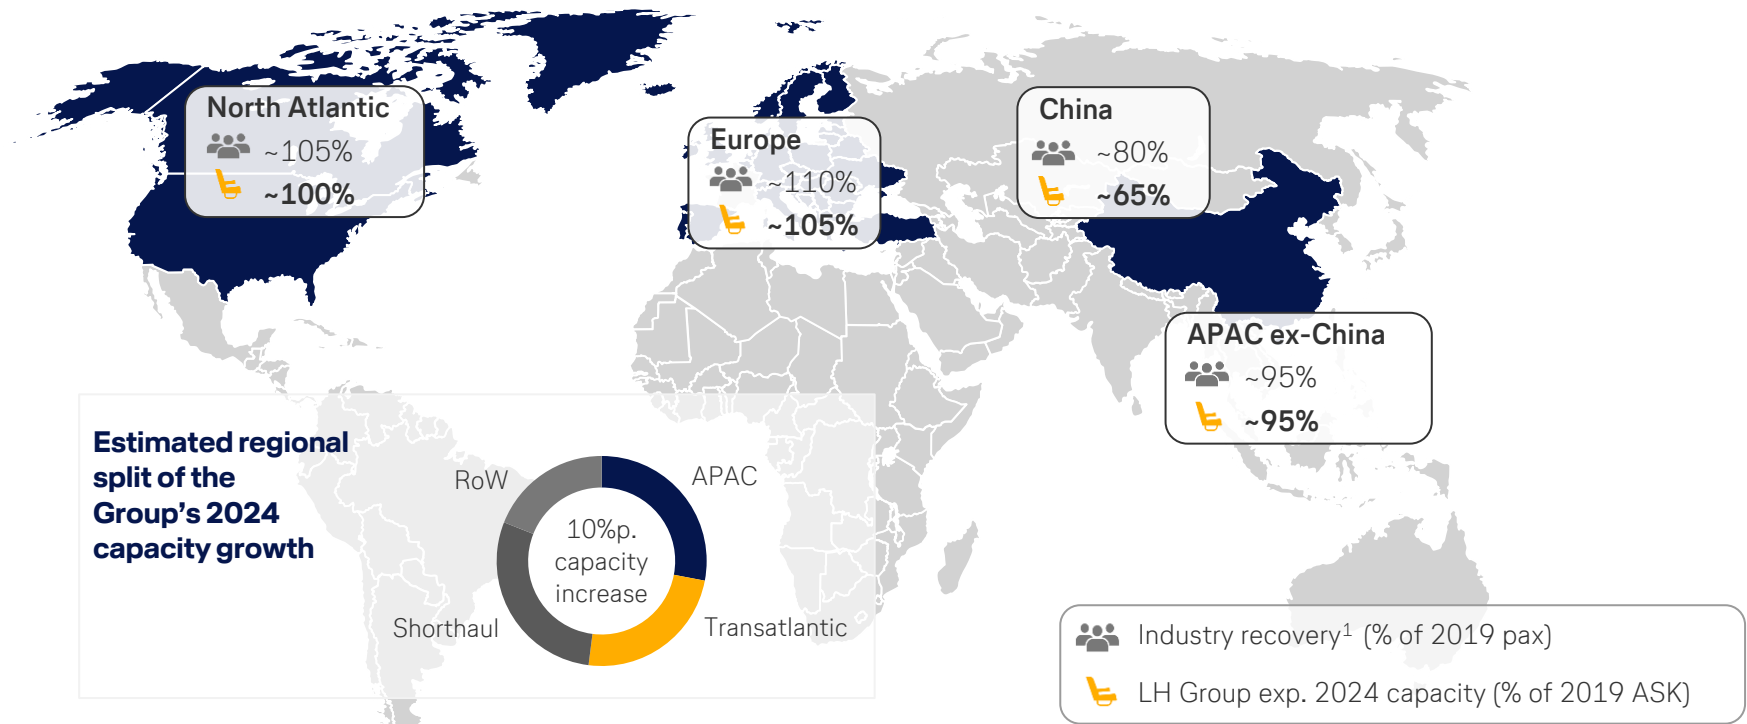 North Atlantic
~105%
~100%
Europe
~110%
~105%
China
~80%
~65%
APAC ex-China
~95%
~95%
Estimated regional
split of the
Group’s 2024
capacity growth
RoW
APAC
10%p.
capacity
increase
Shorthaul
Transatlantic
Industry recovery¹ (% of 2019 pax)
LH Group exp. 2024 capacity (% of 2019 ASK)